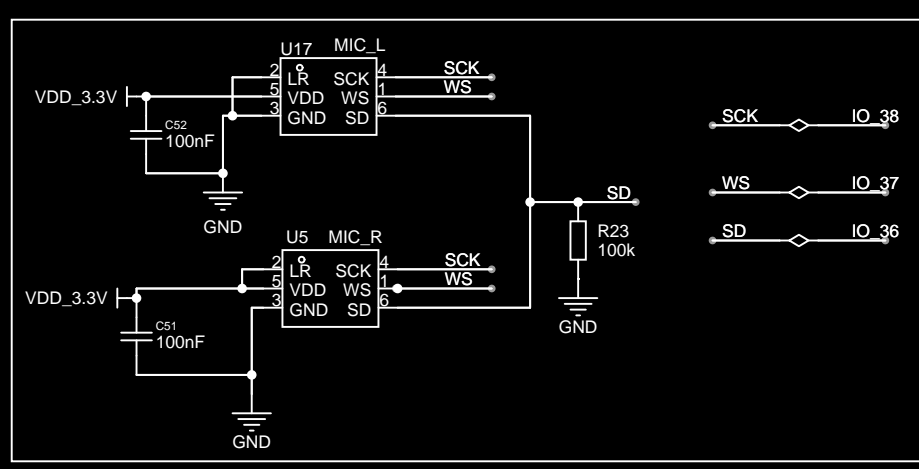 U17 MIC_L
2 LR SCK 4 SCK
VDD_3.3V 5 VDD WS 1 WS
3 GND SD 6
C52
100nF
GND
SCK IO_38
WS IO_37
SD IO_36
SD
R23
100k
GND
U5 MIC_R
2 LR SCK 4 SCK
VDD_3.3V 5 VDD WS 1 WS
3 GND SD 6
C51
100nF
GND